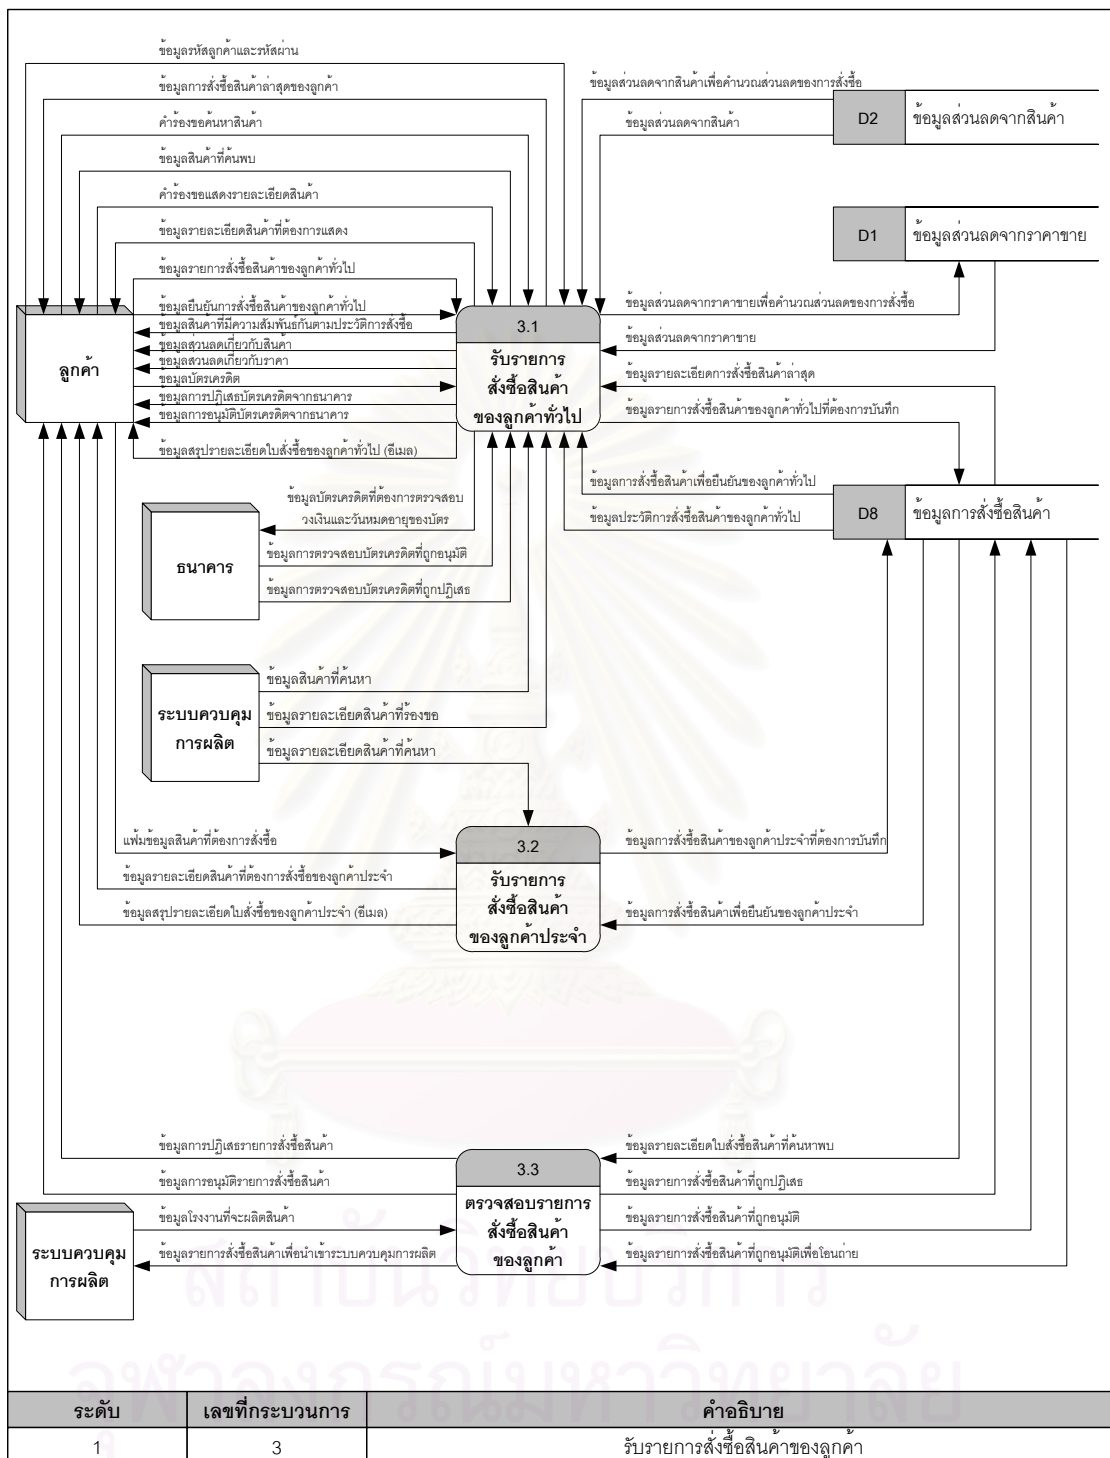 ข้อมูลรหัสลูกค้าและรหัสผ่าน
ข้อมูลการสั่งซื้อสินค้าล่าสุดของลูกค้า
คำร้องขอค้นหาสินค้า
ข้อมูลสินค้าที่ค้นพบ
คำร้องขอแสดงรายละเอียดสินค้า
ข้อมูลรายละเอียดสินค้าที่ต้องการแสดง
ข้อมูลรายการสั่งซื้อสินค้าของลูกค้าทั่วไป
ข้อมูลยืนยันการสั่งซื้อสินค้าของลูกค้าทั่วไป
ข้อมูลสินค้าที่มีความสัมพันธ์กันตามประวัติการสั่งซื้อ
ข้อมูลส่วนลดเกี่ยวกับสินค้า
ข้อมูลส่วนลดเกี่ยวกับราคา
ข้อมูลบัตรเครดิต
ข้อมูลการปฏิเสธบัตรเครดิตจากธนาคาร
ข้อมูลการอนุมัติบัตรเครดิตจากธนาคาร
ข้อมูลสรุปรายละเอียดใบสั่งซื้อของลูกค้าทั่วไป (อีเมล)
ลูกค้า
3.1
รับรายการ
สั่งซื้อสินค้า
ของลูกค้าทั่วไป
ข้อมูลส่วนลดจากสินค้าเพื่อคำนวณส่วนลดของการสั่งซื้อ
ข้อมูลส่วนลดจากสินค้า
D2
ข้อมูลส่วนลดจากสินค้า
D1
ข้อมูลส่วนลดจากราคาขาย
ข้อมูลส่วนลดจากราคาขายเพื่อคำนวณส่วนลดของการสั่งซื้อ
ข้อมูลส่วนลดจากราคาขาย
ข้อมูลรายละเอียดการสั่งซื้อสินค้าล่าสุด
ข้อมูลรายการสั่งซื้อสินค้าของลูกค้าทั่วไปที่ต้องการบันทึก
ข้อมูลการสั่งซื้อสินค้าเพื่อยืนยันของลูกค้าทั่วไป
ข้อมูลประวัติการสั่งซื้อสินค้าของลูกค้าทั่วไป
D8
ข้อมูลการสั่งซื้อสินค้า
ข้อมูลบัตรเครดิตที่ต้องการตรวจสอบ
วงเงินและวันหมดอายุของบัตร
ข้อมูลการตรวจสอบบัตรเครดิตที่ถูกอนุมัติ
ข้อมูลการตรวจสอบบัตรเครดิตที่ถูกปฏิเสธ
ธนาคาร
ระบบควบคุม
การผลิต
ข้อมูลสินค้าที่ค้นหา
ข้อมูลรายละเอียดสินค้าที่ร้องขอ
ข้อมูลรายละเอียดสินค้าที่ค้นหา
แฟ้มข้อมูลสินค้าที่ต้องการสั่งซื้อ
ข้อมูลรายละเอียดสินค้าที่ต้องการสั่งซื้อของลูกค้าประจำ
ข้อมูลสรุปรายละเอียดใบสั่งซื้อของลูกค้าประจำ (อีเมล)
3.2
รับรายการ
สั่งซื้อสินค้า
ของลูกค้าประจำ
ข้อมูลการสั่งซื้อสินค้าของลูกค้าประจำที่ต้องการบันทึก
ข้อมูลการสั่งซื้อสินค้าเพื่อยืนยันของลูกค้าประจำ
ข้อมูลการปฏิเสธรายการสั่งซื้อสินค้า
ข้อมูลการอนุมัติรายการสั่งซื้อสินค้า
ข้อมูลโรงงานที่จะผลิตสินค้า
ข้อมูลรายการสั่งซื้อสินค้าเพื่อนำเข้าระบบควบคุมการผลิต
ระบบควบคุม
การผลิต
3.3
ตรวจสอบรายการ
สั่งซื้อสินค้า
ของลูกค้า
ข้อมูลรายละเอียดใบสั่งซื้อสินค้าที่ค้นหาพบ
ข้อมูลรายการสั่งซื้อสินค้าที่ถูกปฏิเสธ
ข้อมูลรายการสั่งซื้อสินค้าที่ถูกอนุมัติ
ข้อมูลรายการสั่งซื้อสินค้าที่ถูกอนุมัติเพื่อโอนถ่าย
สถาบันวิทยบริการ
จุฬาลงกรณ์มหาวิทยาลัย
ระดับ เลขที่กระบวนการ คำอธิบาย
1 3 รับรายการสั่งซื้อสินค้าของลูกค้า